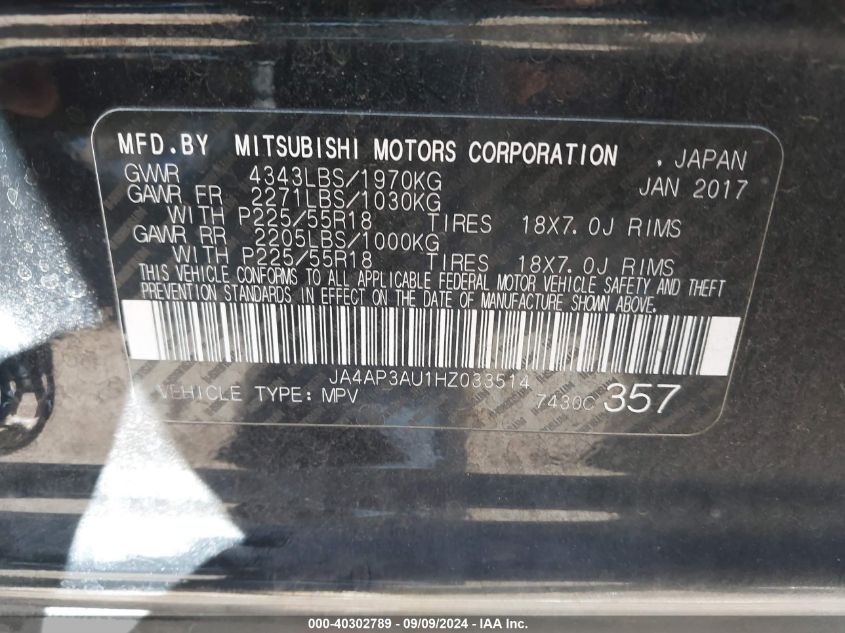 MFD.BY MITSUBISHI MOTORS CORPORATION . JAPAN
GVWR 4343LBS/1970KG JAN 2017
GAWR FR 2271LBS/1030KG
WITH P225/55R18 TIRES 18X7.0J RIMS
GAWR RR 2205LBS/1000KG
WITH P225/55R18 TIRES 18X7.0J RIMS
THIS VEHICLE CONFORMS TO ALL APPLICABLE FEDERAL MOTOR VEHICLE SAFETY AND THEFT
PREVENTION STANDARDS IN EFFECT ON THE DATE OF MANUFACTURE SHOWN ABOVE.
JA4AP3AU1HZ033514
VEHICLE TYPE: MPV 7430C 357
000-40302789 - 09/09/2024 - IAA Inc.